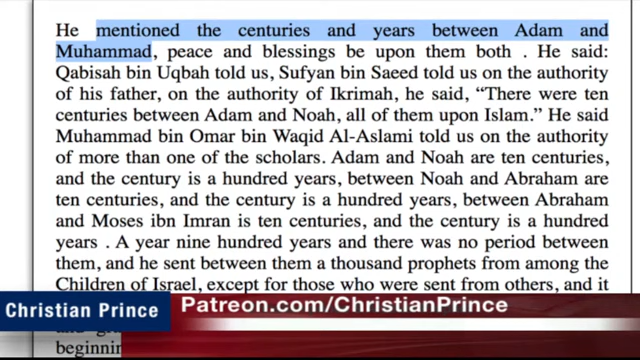 He mentioned the centuries and years between Adam and
Muhammad, peace and blessings be upon them both . He said:
Qabisah bin Uqbah told us, Sufyan bin Saeed told us on the authority
of his father, on the authority of Ikrimah, he said, “There were ten
centuries between Adam and Noah, all of them upon Islam.” He said
Muhammad bin Omar bin Waqid Al-Aslami told us on the authority
of more than one of the scholars. Adam and Noah are ten centuries,
and the century is a hundred years, between Noah and Abraham are
ten centuries, and the century is a hundred years, between Abraham
and Moses ibn Imran is ten centuries, and the century is a hundred
years . A year nine hundred years and there was no period between
them, and he sent between them a thousand prophets from among the
Children of Israel, except for those who were sent from others, and it
Christian Prince
Patreon.com/ChristianPrince